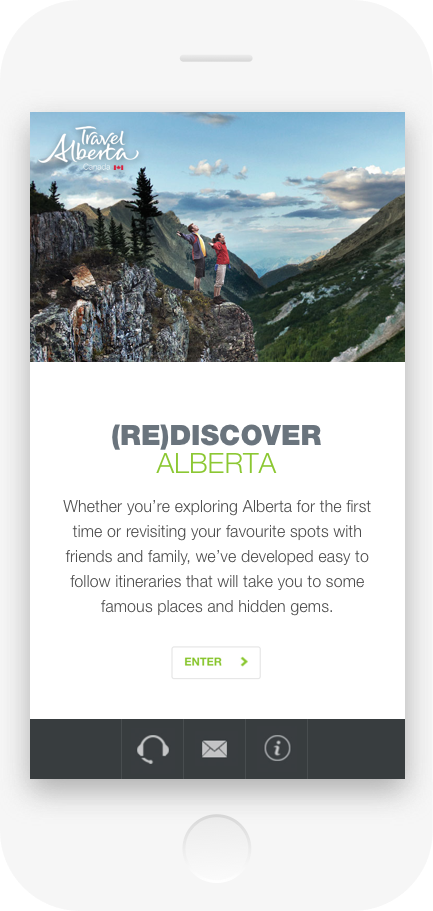 Travel
Alberta
Canada
(RE)DISCOVER
ALBERTA
Whether you’re exploring Alberta for the first
time or revisiting your favourite spots with
friends and family, we’ve developed easy to
follow itineraries that will take you to some
famous places and hidden gems.
ENTER